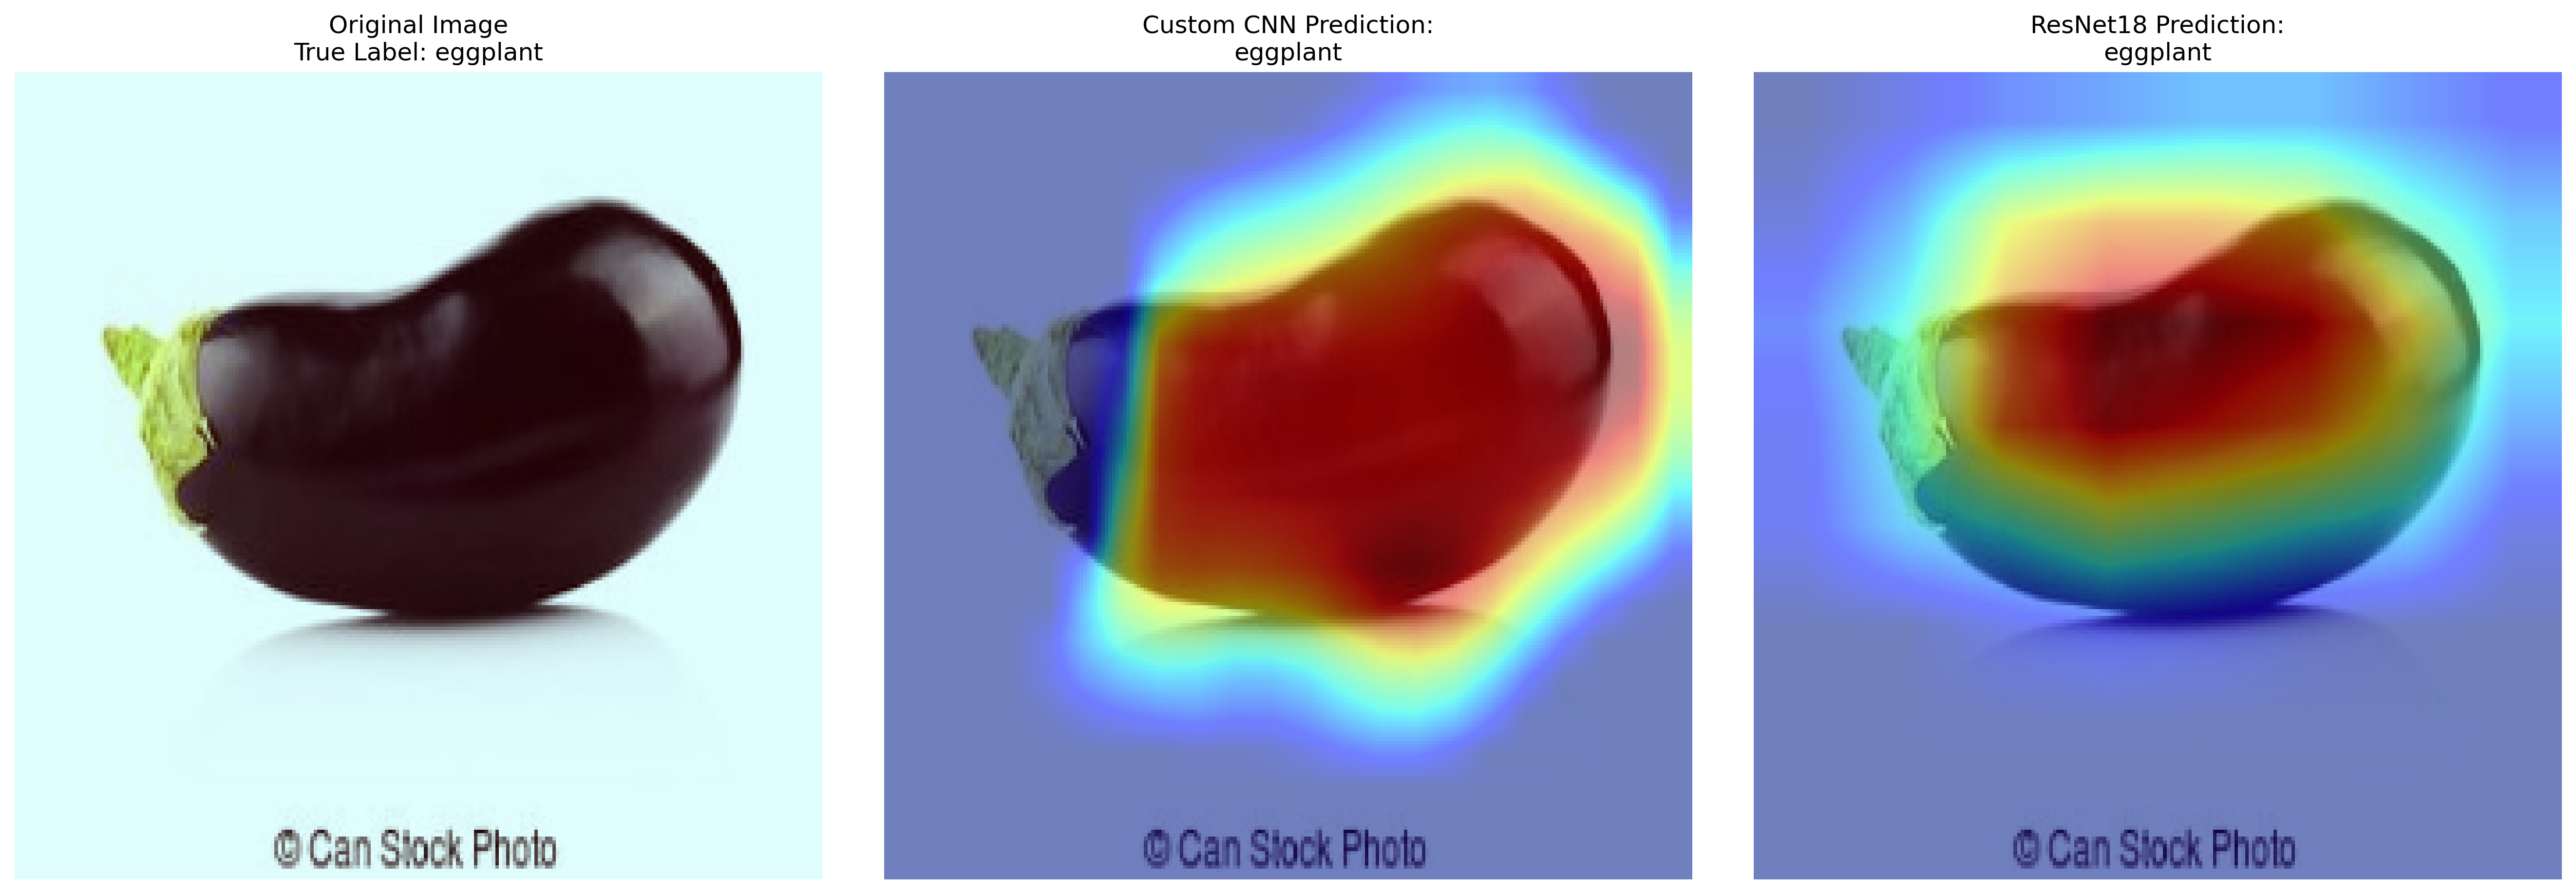 Original Image
True Label: eggplant
Custom CNN Prediction:
eggplant
ResNet18 Prediction:
eggplant
© Can Stock Photo
© Can Stock Photo
© Can Stock Photo